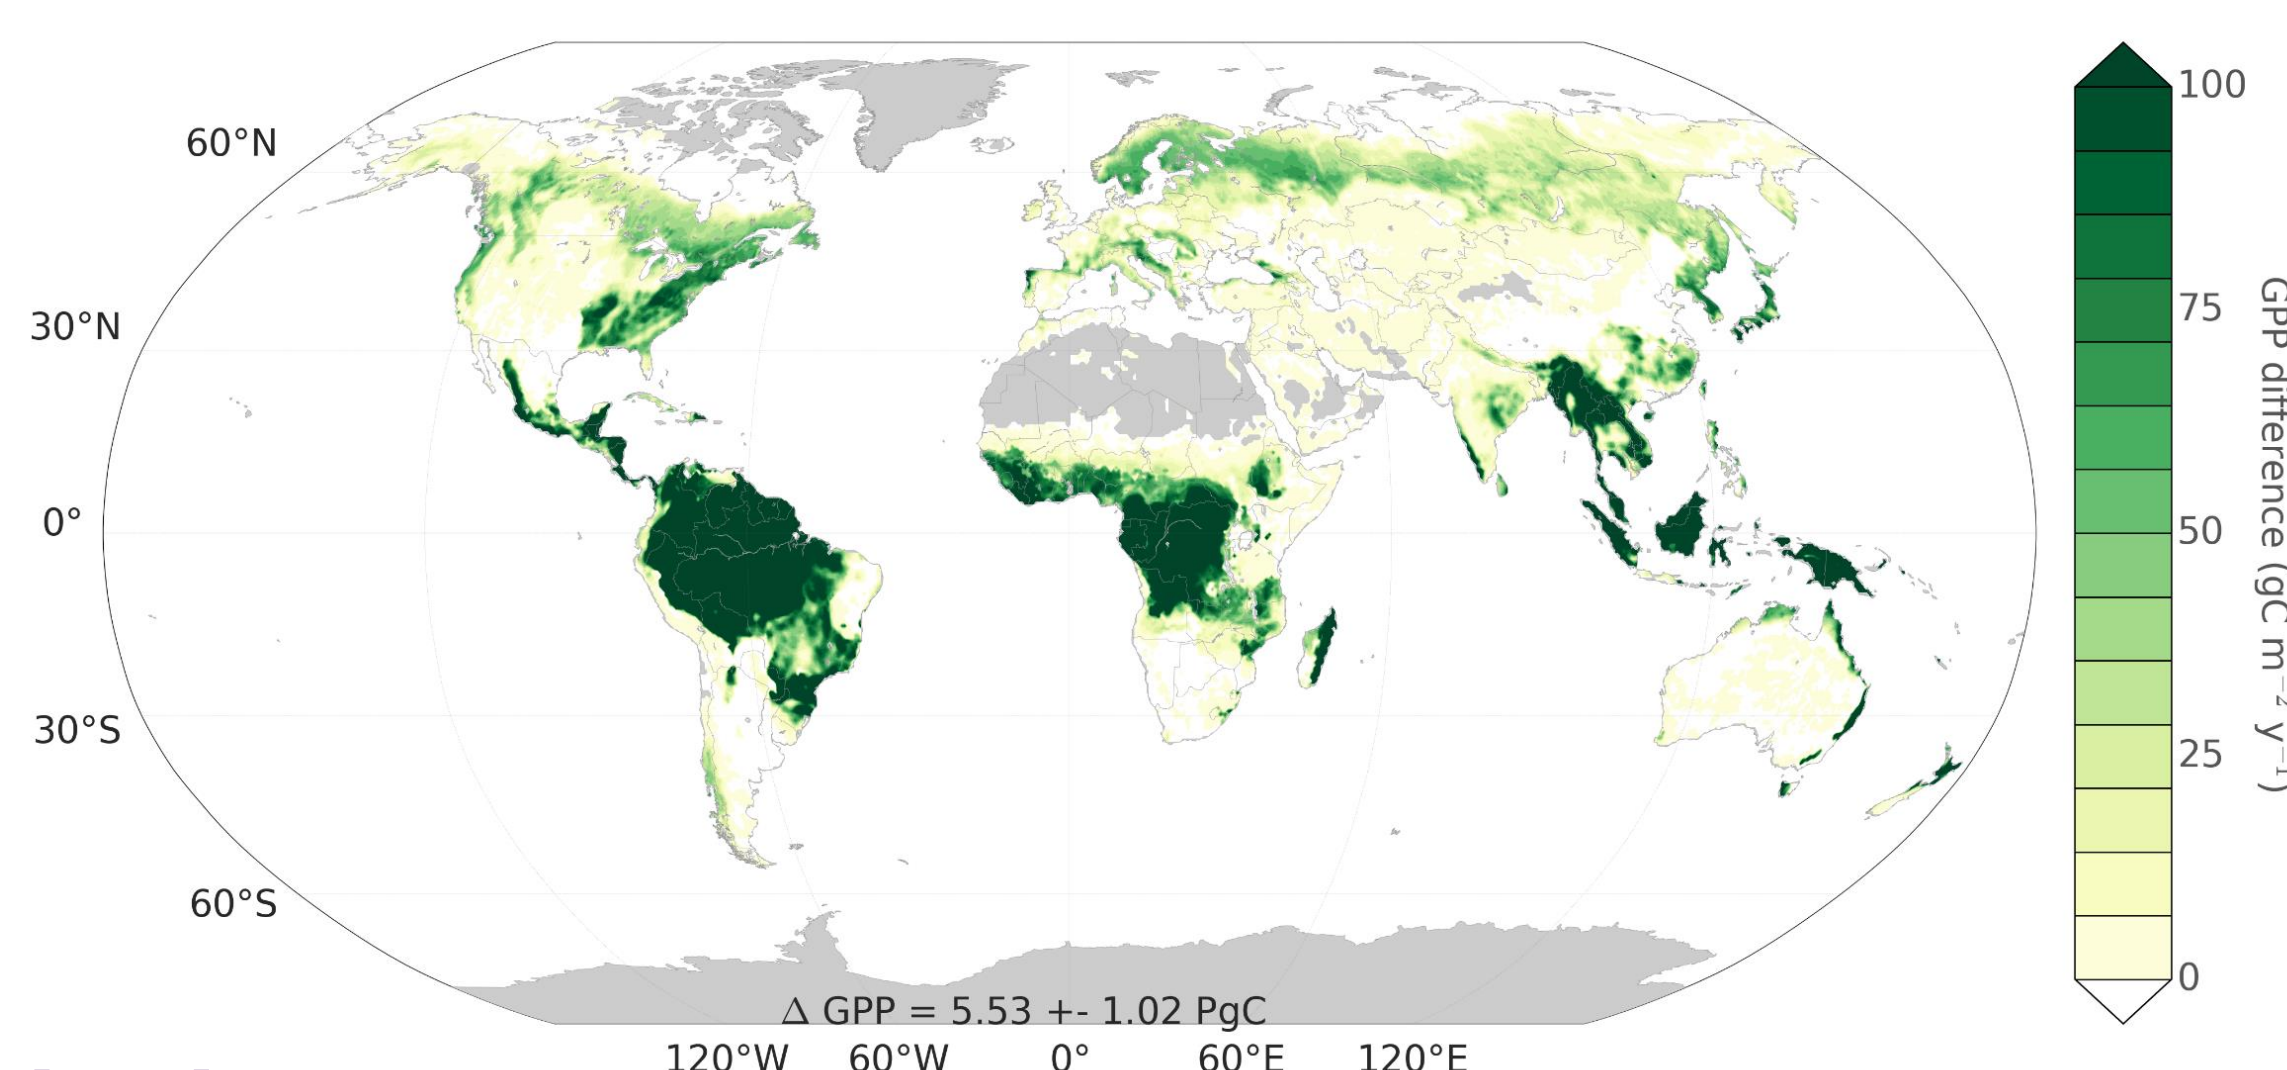 60°N
30°N
0°
30°S
60°S
Δ GPP = 5.53 +- 1.02 PgC
120°W 60°W 0° 60°E 120°E
100
75
50
25
0
GPP difference (gC m⁻² y⁻¹)